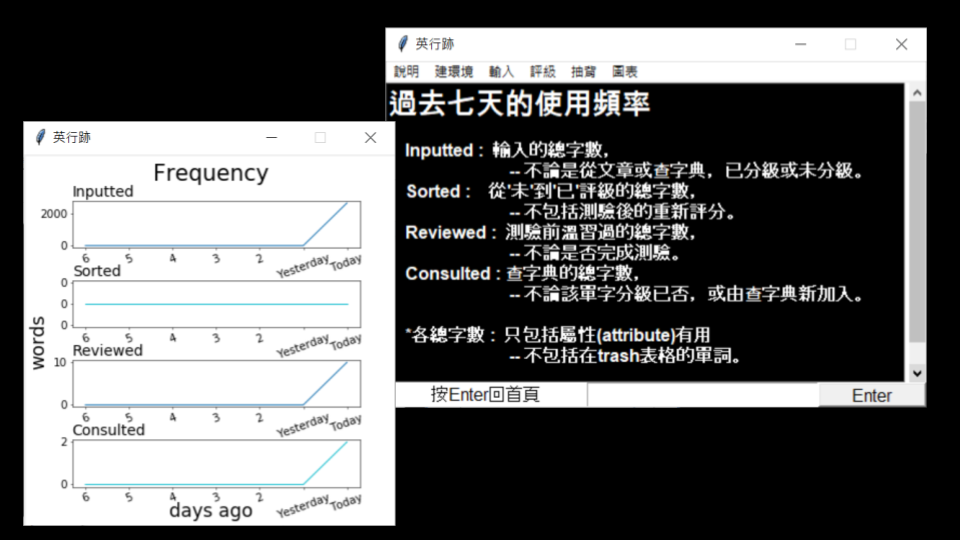 英行跡
說明 建環境 輸入 評級 抽背 圖表
過去七天的使用頻率
Inputted : 輸入的總字數，
--不論是從文章或查字典，已分級或未分級。
Sorted : 從'未'到'已'評級的總字數，
--不包括測驗後的重新評分。
Reviewed : 測驗前溫習過的總字數，
--不論是否完成測驗。
Consulted : 查字典的總字數，
--不論該單字分級已否，或由查字典新加入。
*各總字數 : 只包括屬性(attribute)有用
--不包括在trash表格的單詞。
按Enter回首頁
Enter
英行跡
Frequency
Inputted
2000
0
6 5 4 3 2 Yesterday Today
Sorted
0
0
0
6 5 4 3 2 Yesterday Today
words
Reviewed
10
0
6 5 4 3 2 Yesterday Today
Consulted
2
0
6 5 4 3 2 Yesterday Today
days ago